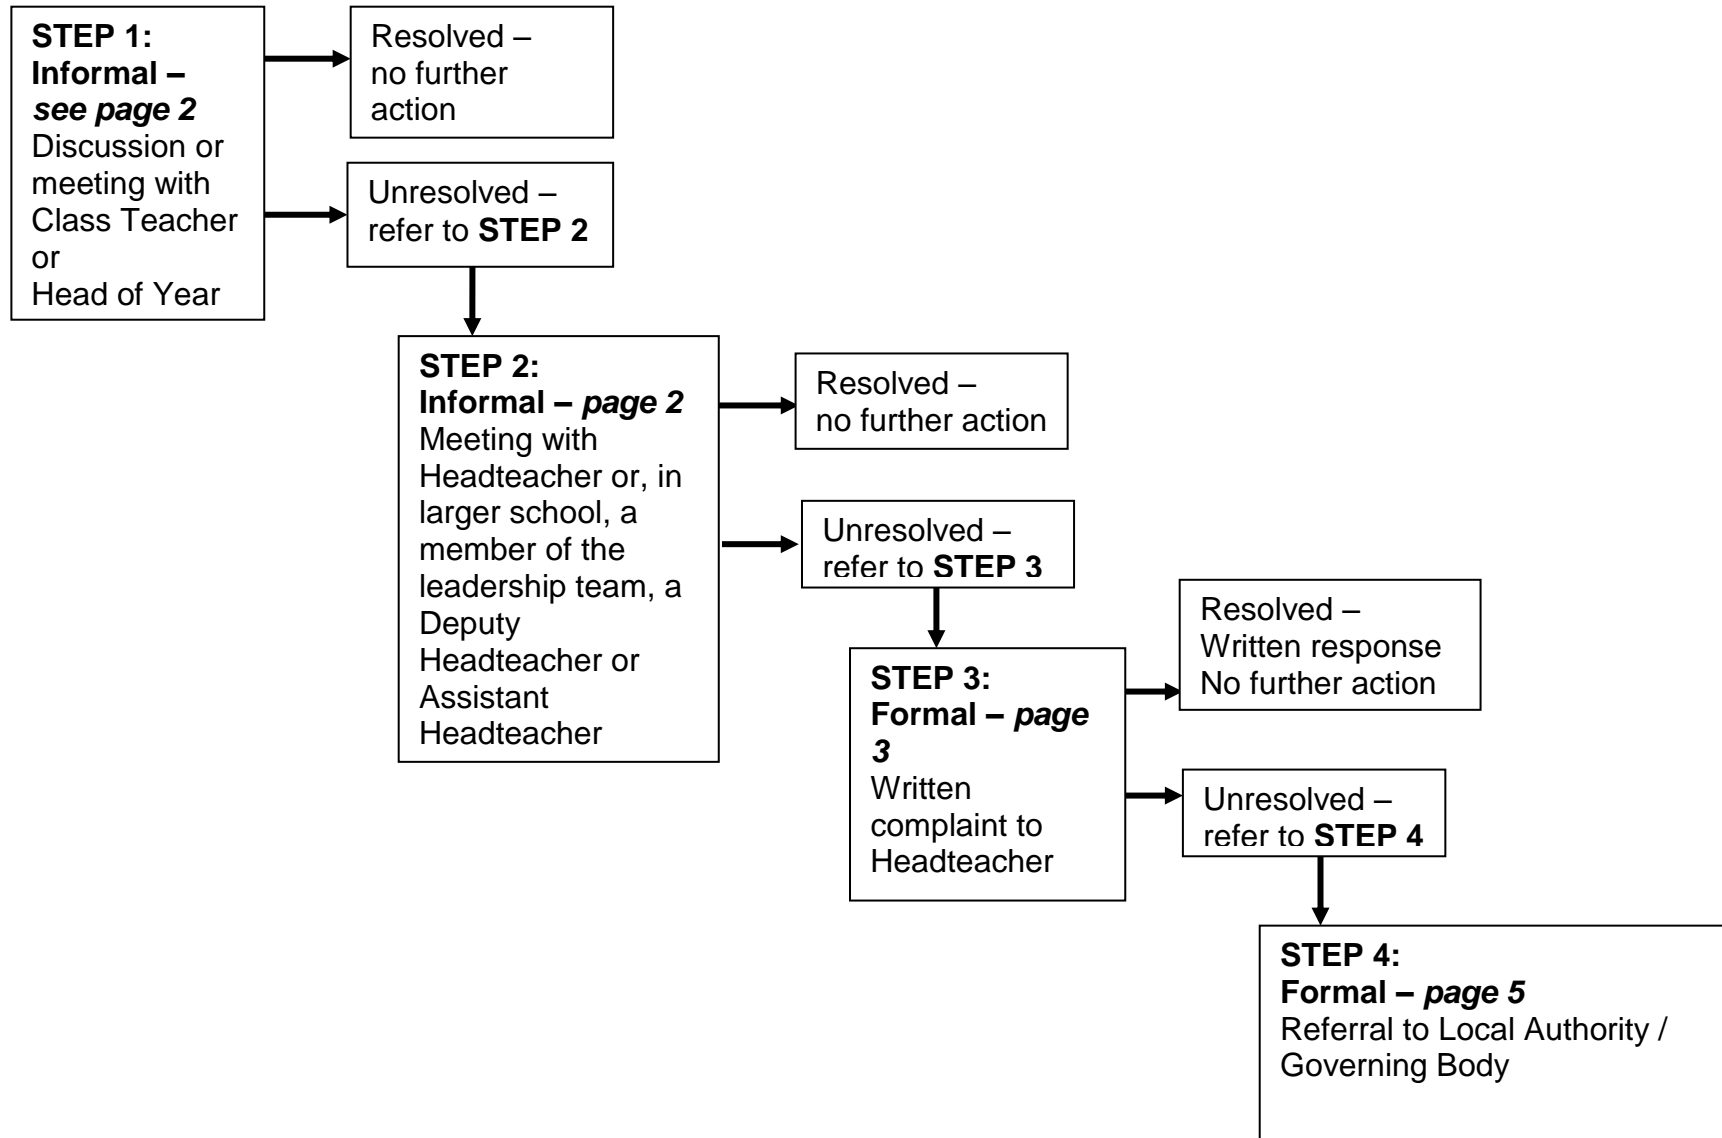 STEP 1:
Informal –
see page 2
Discussion or
meeting with
Class Teacher
or
Head of Year
Resolved –
no further
action
Unresolved –
refer to STEP 2
STEP 2:
Informal – page 2
Meeting with
Headteacher or, in
larger school, a
member of the
leadership team, a
Deputy
Headteacher or
Assistant
Headteacher
Resolved –
no further action
Unresolved –
refer to STEP 3
STEP 3:
Formal – page
3
Written
complaint to
Headteacher
Resolved –
Written response
No further action
Unresolved –
refer to STEP 4
STEP 4:
Formal – page 5
Referral to Local Authority /
Governing Body